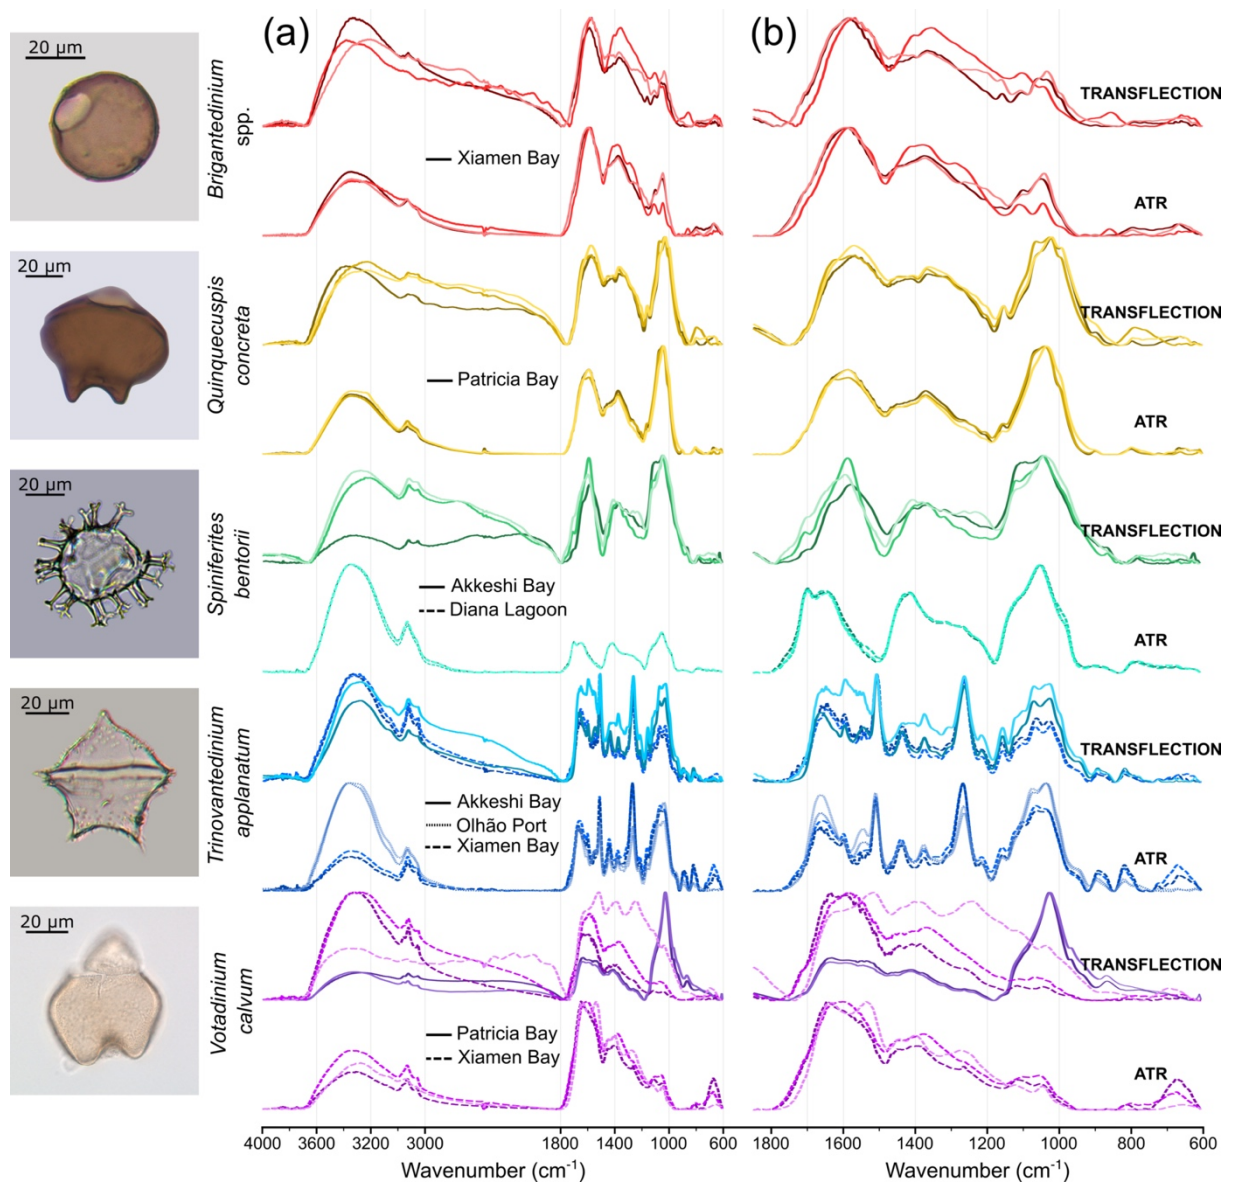 (a)
(b)
20 µm
Brigantedinium
spp.
TRANSFLECTION
Xiamen Bay
ATR
20 µm
Quinquecuspis
concreta
TRANSFLECTION
Patricia Bay
ATR
20 µm
Spiniferites
bentorii
TRANSFLECTION
Akkeshi Bay
Diana Lagoon
ATR
20 µm
Trinovantedinium
applanatum
TRANSFLECTION
Akkeshi Bay
Olhão Port
Xiamen Bay
ATR
20 µm
Votadinium
calvum
TRANSFLECTION
Patricia Bay
Xiamen Bay
ATR
4000 3600 3200 3000 1800 1400 1000 600
1800 1600 1400 1200 1000 800 600
Wavenumber (cm⁻¹)
Wavenumber (cm⁻¹)